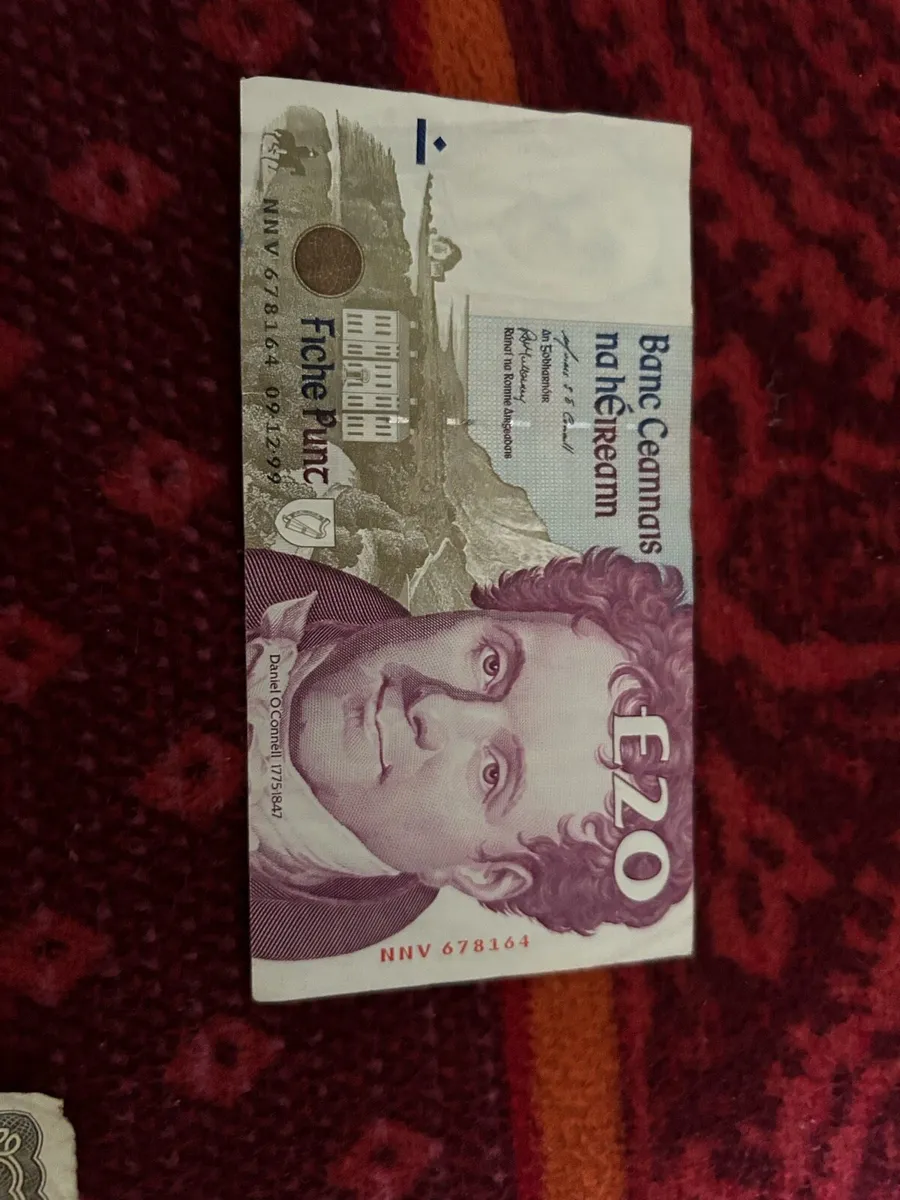 Banc Ceannais
na hÉireann
An Gobharnóir
Rúnaí na Roinne Airgeadais
£20
Fiche Punt
NNV 678164 09·12·99
Daniel O'Connell 1775-1847
NNV 678164